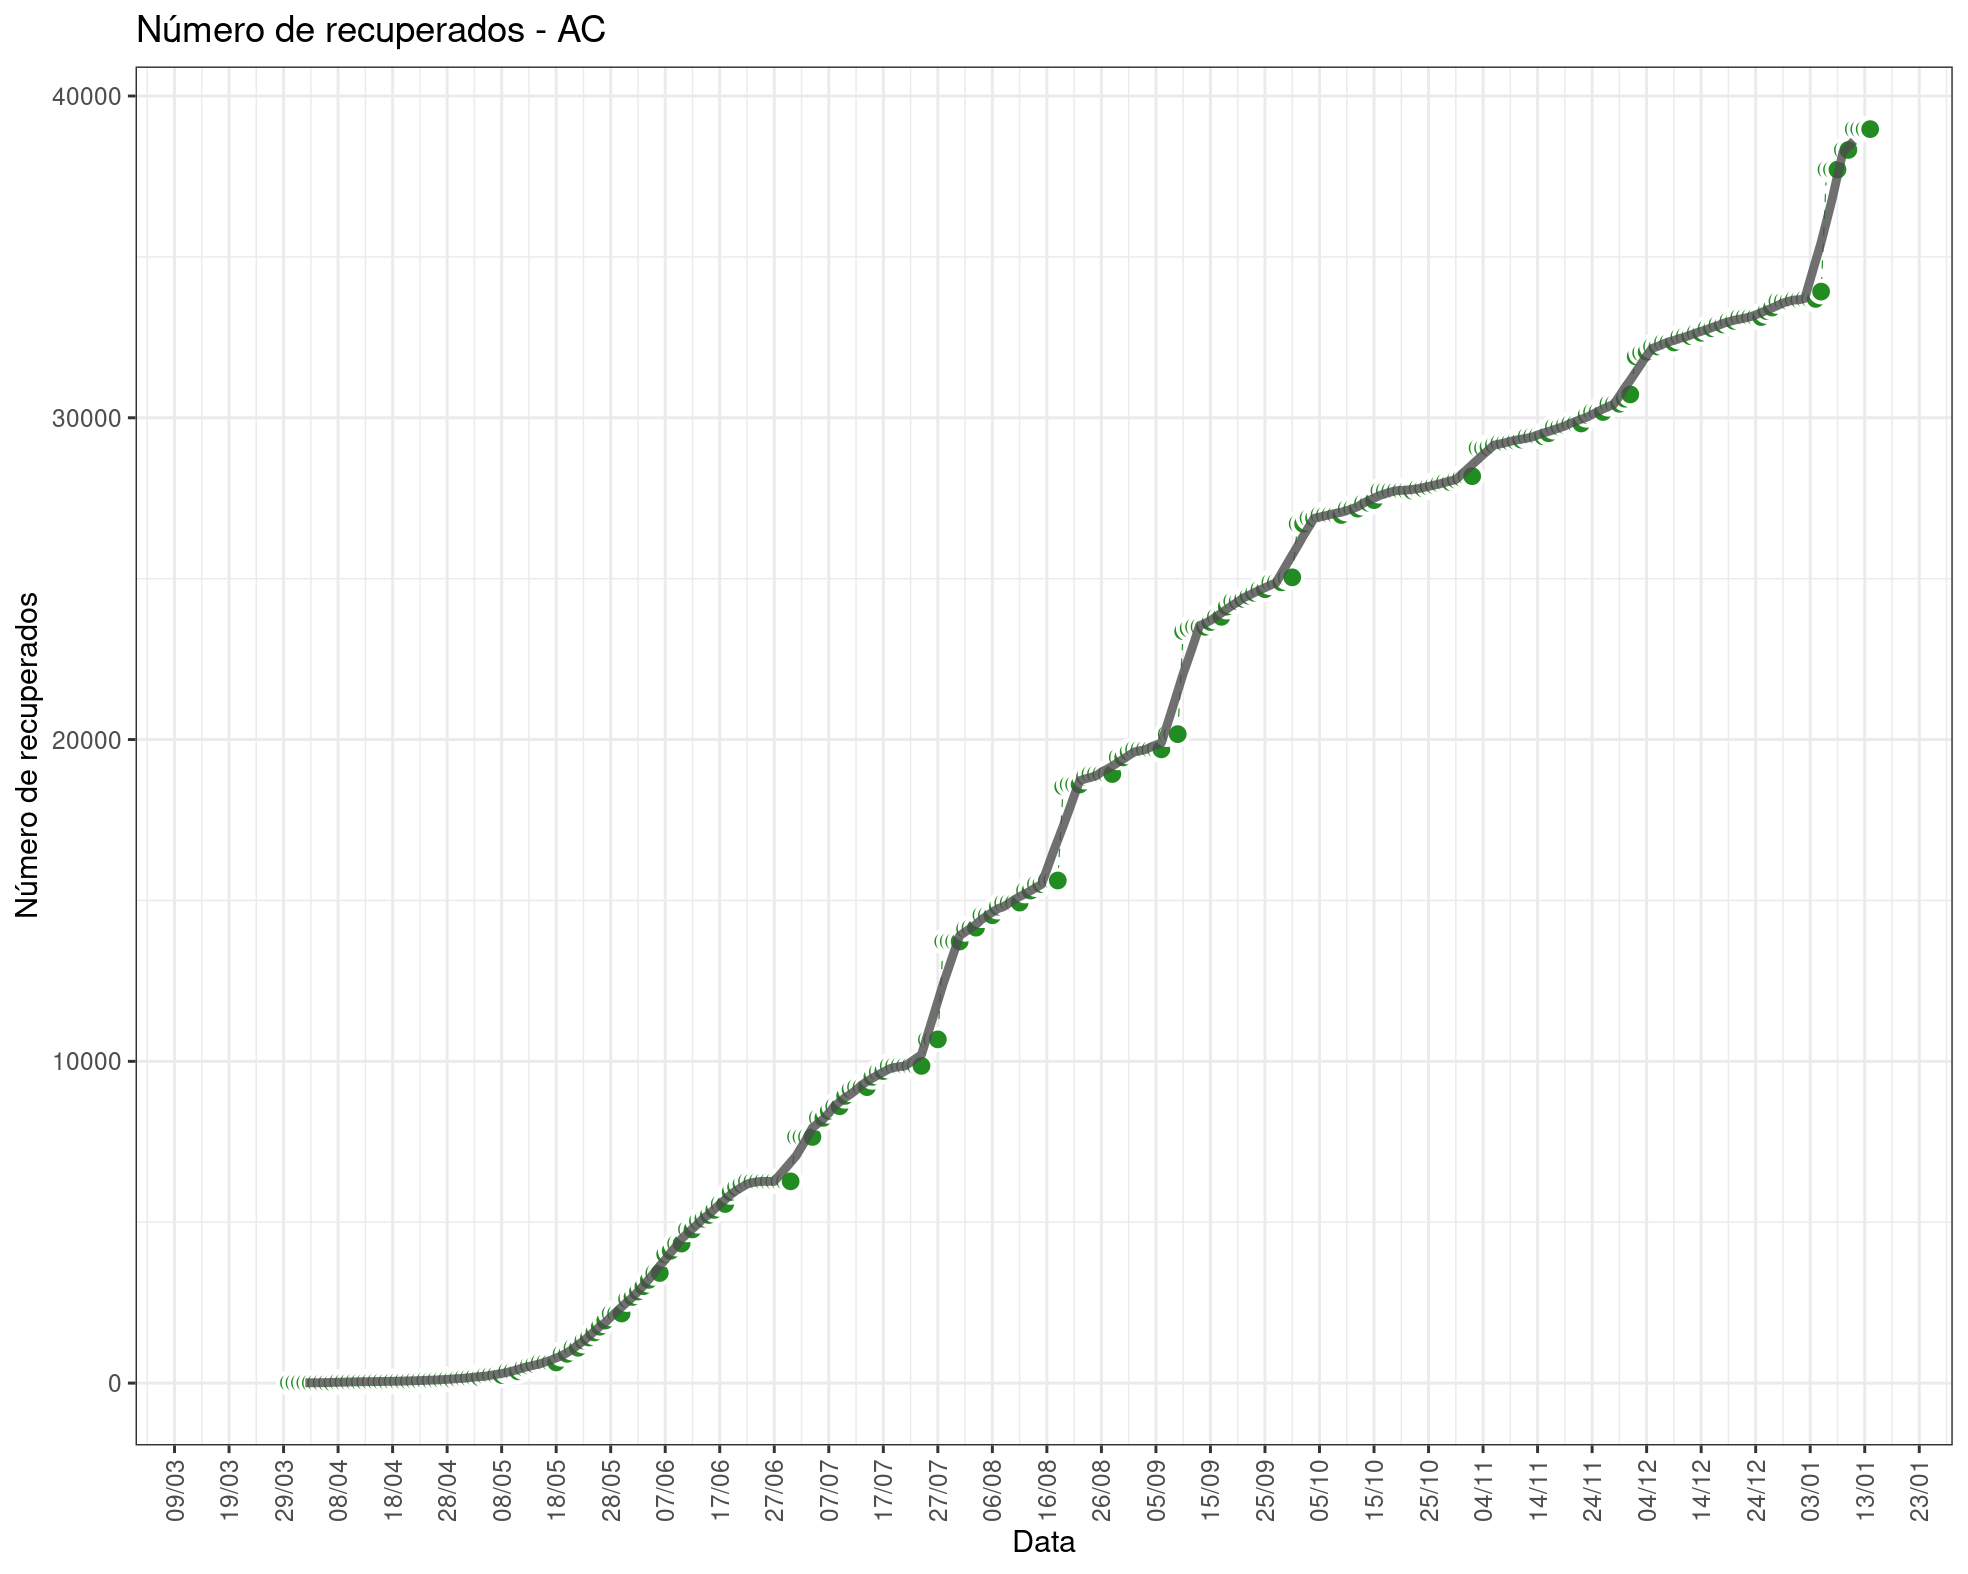 Número de recuperados - AC
Número de recuperados
40000
30000
20000
10000
0
09/03 19/03 29/03 08/04 18/04 28/04 08/05 18/05 28/05 07/06 17/06 27/06 07/07 17/07 27/07 06/08 16/08 26/08 05/09 15/09 25/09 05/10 15/10 25/10 04/11 14/11 24/11 04/12 14/12 24/12 03/01 13/01 23/01
Data